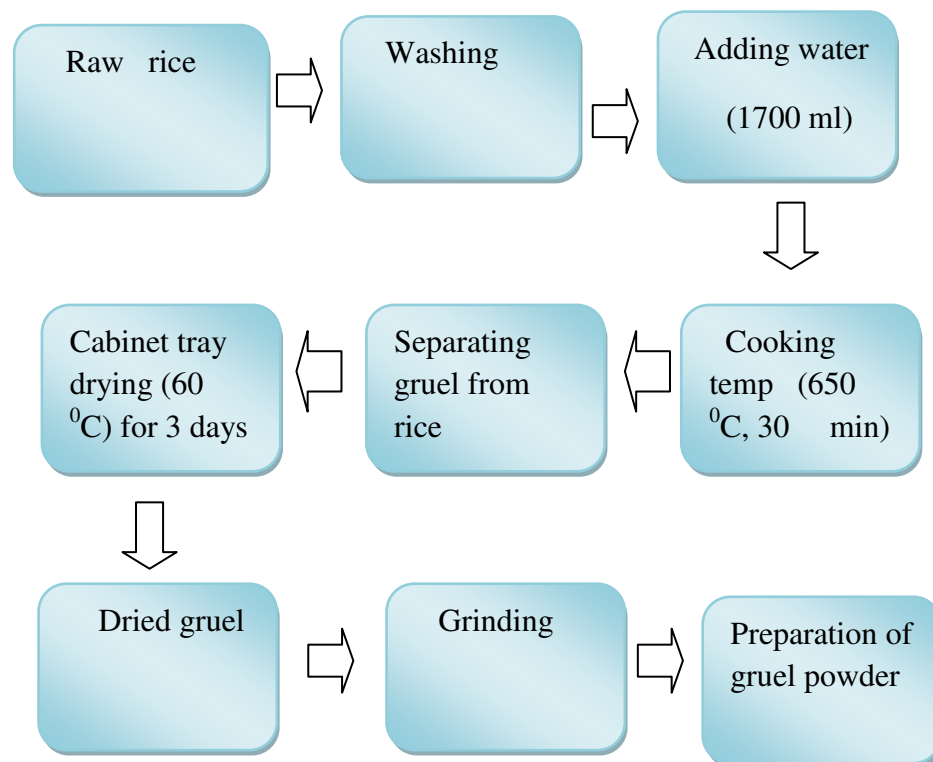 Raw rice
Washing
Adding water
(1700 ml)
Cooking
temp (650
⁰C, 30 min)
Separating
gruel from
rice
Cabinet tray
drying (60
⁰C) for 3 days
Dried gruel
Grinding
Preparation of
gruel powder